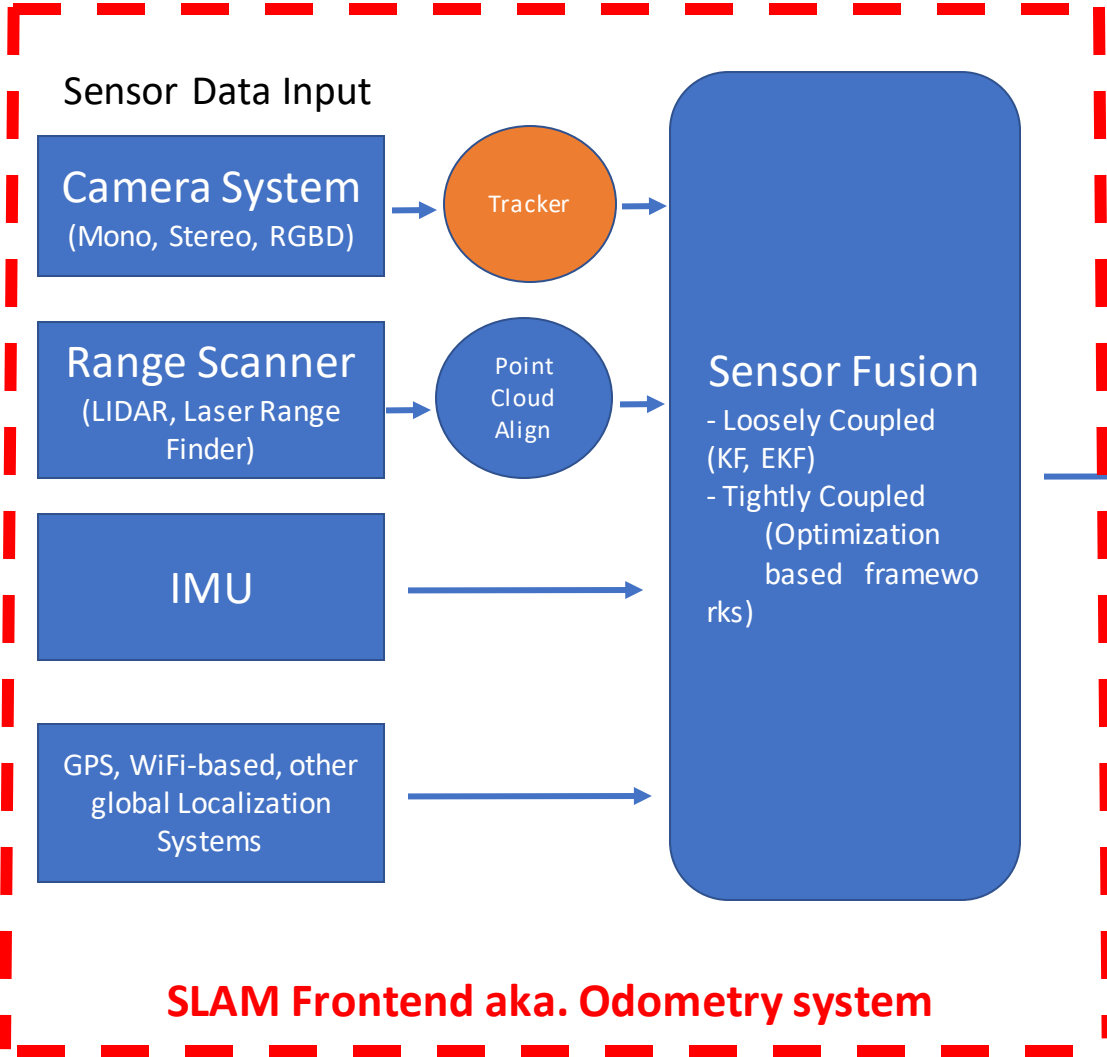 Sensor Data Input
Camera System
(Mono, Stereo, RGBD)
Tracker
Range Scanner
(LIDAR, Laser Range
Finder)
Point
Cloud
Align
IMU
GPS, WiFi-based, other
global Localization
Systems
Sensor Fusion
- Loosely Coupled
(KF, EKF)
- Tightly Coupled
(Optimization
based framewo
rks)
SLAM Frontend aka. Odometry system